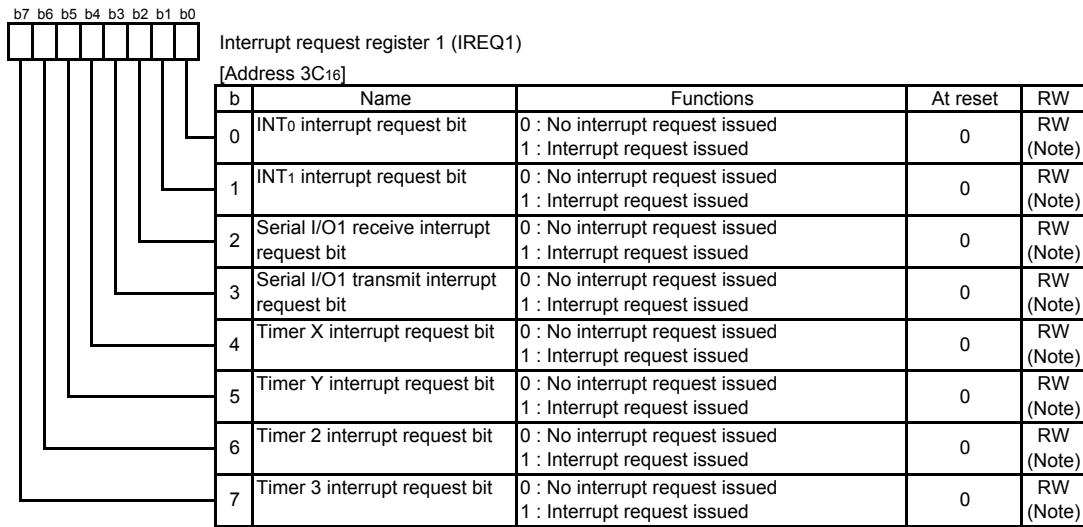 b7 b6 b5 b4 b3 b2 b1 b0
Interrupt request register 1 (IREQ1)
[Address 3C16]
b Name Functions At reset RW
0 INT0 interrupt request bit 0 : No interrupt request issued 0 RW
1 : Interrupt request issued (Note)
1 INT1 interrupt request bit 0 : No interrupt request issued 0 RW
1 : Interrupt request issued (Note)
2 Serial I/O1 receive interrupt 0 : No interrupt request issued 0 RW
request bit 1 : Interrupt request issued (Note)
3 Serial I/O1 transmit interrupt 0 : No interrupt request issued 0 RW
request bit 1 : Interrupt request issued (Note)
4 Timer X interrupt request bit 0 : No interrupt request issued 0 RW
1 : Interrupt request issued (Note)
5 Timer Y interrupt request bit 0 : No interrupt request issued 0 RW
1 : Interrupt request issued (Note)
6 Timer 2 interrupt request bit 0 : No interrupt request issued 0 RW
1 : Interrupt request issued (Note)
7 Timer 3 interrupt request bit 0 : No interrupt request issued 0 RW
1 : Interrupt request issued (Note)